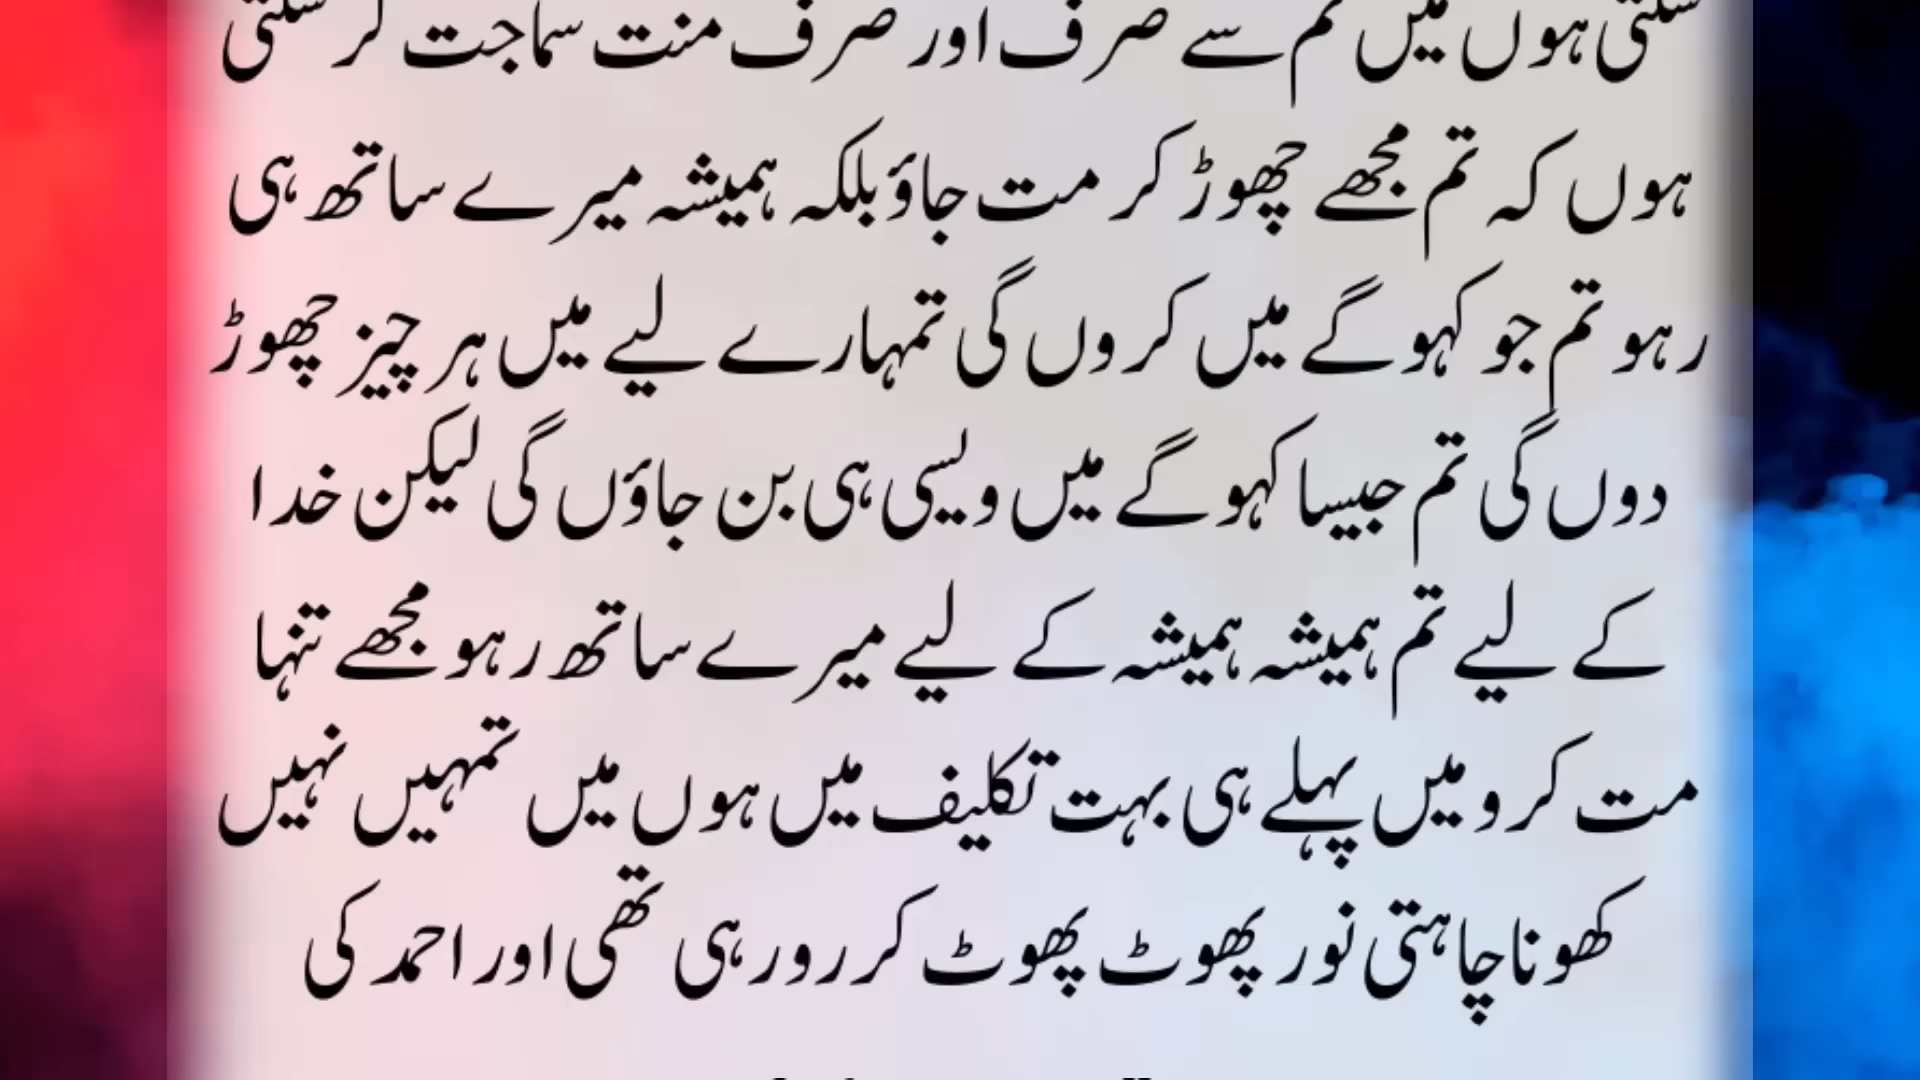 سکتی ہوں میں تم سے صرف اور صرف منت سماجت کر سکتی
ہوں کہ تم مجھے چھوڑ کر مت جاؤ بلکہ ہمیشہ میرے ساتھ ہی
رہو تم جو کہو گے میں کروں گی تمہارے لیے میں ہر چیز چھوڑ
دوں گی تم جیسا کہو گے میں ویسی ہی بن جاؤں گی لیکن خدا
کے لیے تم ہمیشہ ہمیشہ کے لیے میرے ساتھ رہو مجھے تنہا
مت کرو میں پہلے ہی بہت تکلیف میں ہوں میں تمہیں نہیں
کھونا چاہتی نور پھوٹ پھوٹ کر رو رہی تھی اور احمد کی